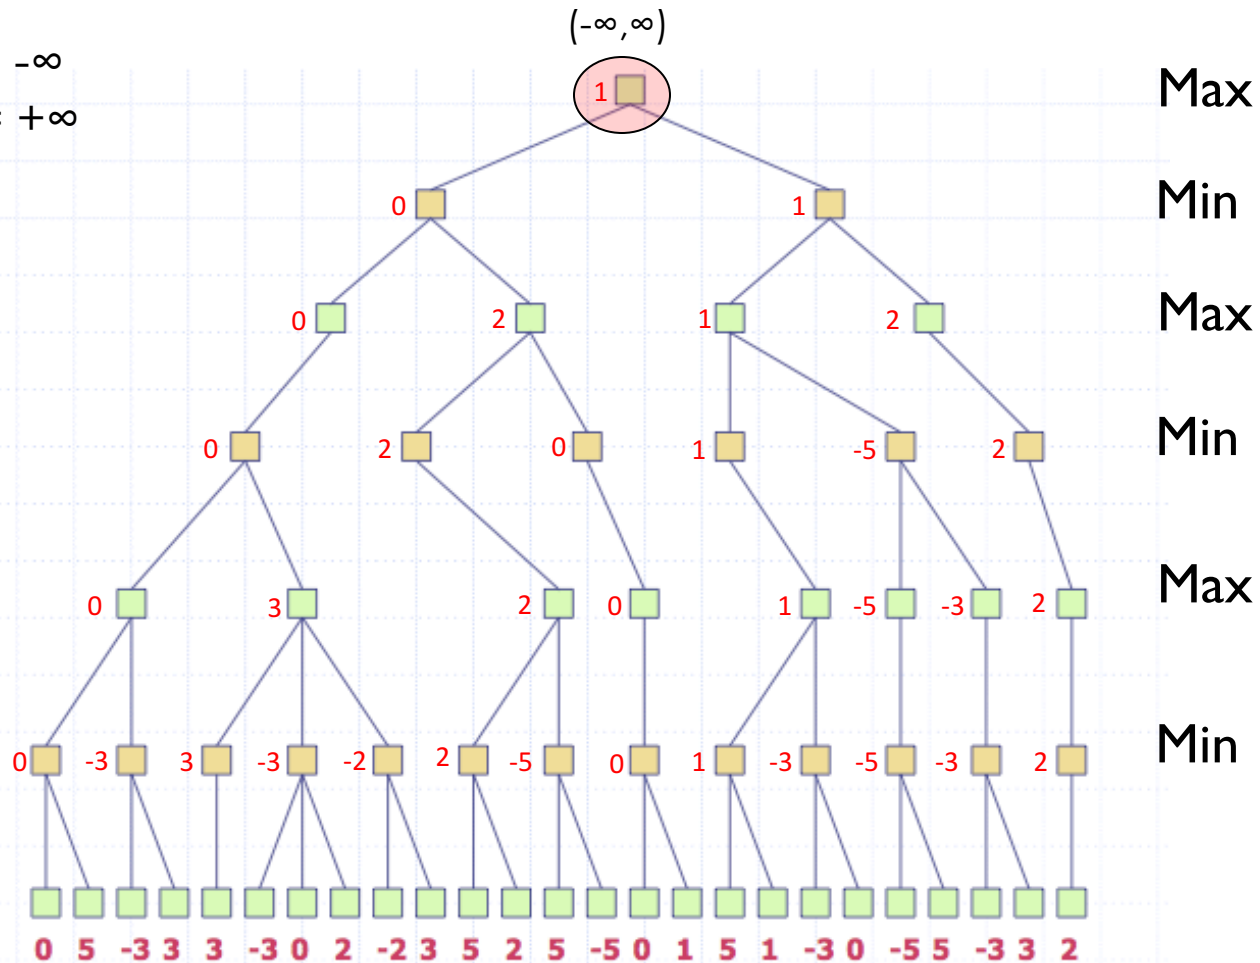 (-∞,∞)
-∞
= +∞
1 Max
0 1 Min
0 2 1 2 Max
0 2 0 1 -5 2 Min
0 3 2 0 1 -5 -3 2 Max
0 -3 3 -3 -2 2 -5 0 1 -3 -5 -3 2 Min
0 5 -3 3 3 -3 0 2 -2 3 5 2 5 -5 0 1 5 1 -3 0 -5 5 -3 3 2